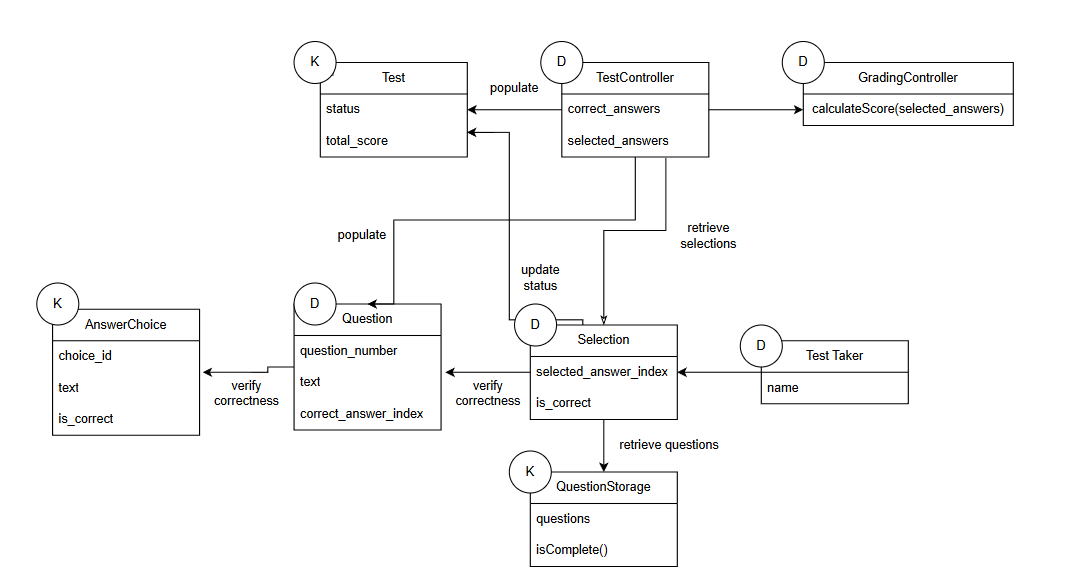 K
Test
status
total_score
populate
D
TestController
correct_answers
selected_answers
D
GradingController
calculateScore(selected_answers)
populate
retrieve
selections
update
status
K
AnswerChoice
choice_id
text
is_correct
verify
correctness
D
Question
question_number
text
correct_answer_index
verify
correctness
D
Selection
selected_answer_index
is_correct
D
Test Taker
name
retrieve questions
K
QuestionStorage
questions
isComplete()